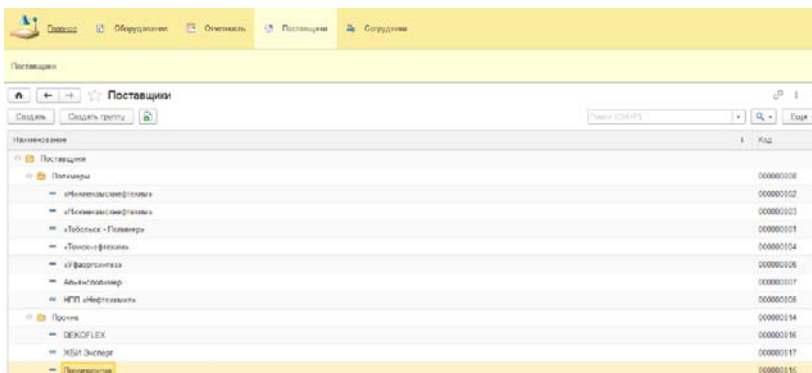 Главное Оборудование Отчетность Поставщики Сотрудники
Поставщики
Поставщики
Создать Создать группу Поиск (Ctrl+F) Еще
Наименование Код
Поставщики
Полимеры 000000008
«Нижнекамскнефтехим» 000000002
«Нижнекамскнефтехим» 000000003
«Тобольск - Полимер» 000000001
«Томскнефтехим» 000000004
«Уфаоргсинтез» 000000006
Альянсполимер 000000007
НПП «Нефтехимия» 000000005
Прочие 000000014
DEKOFLEX 000000016
ЖБИ Эксперт 000000017
000000015